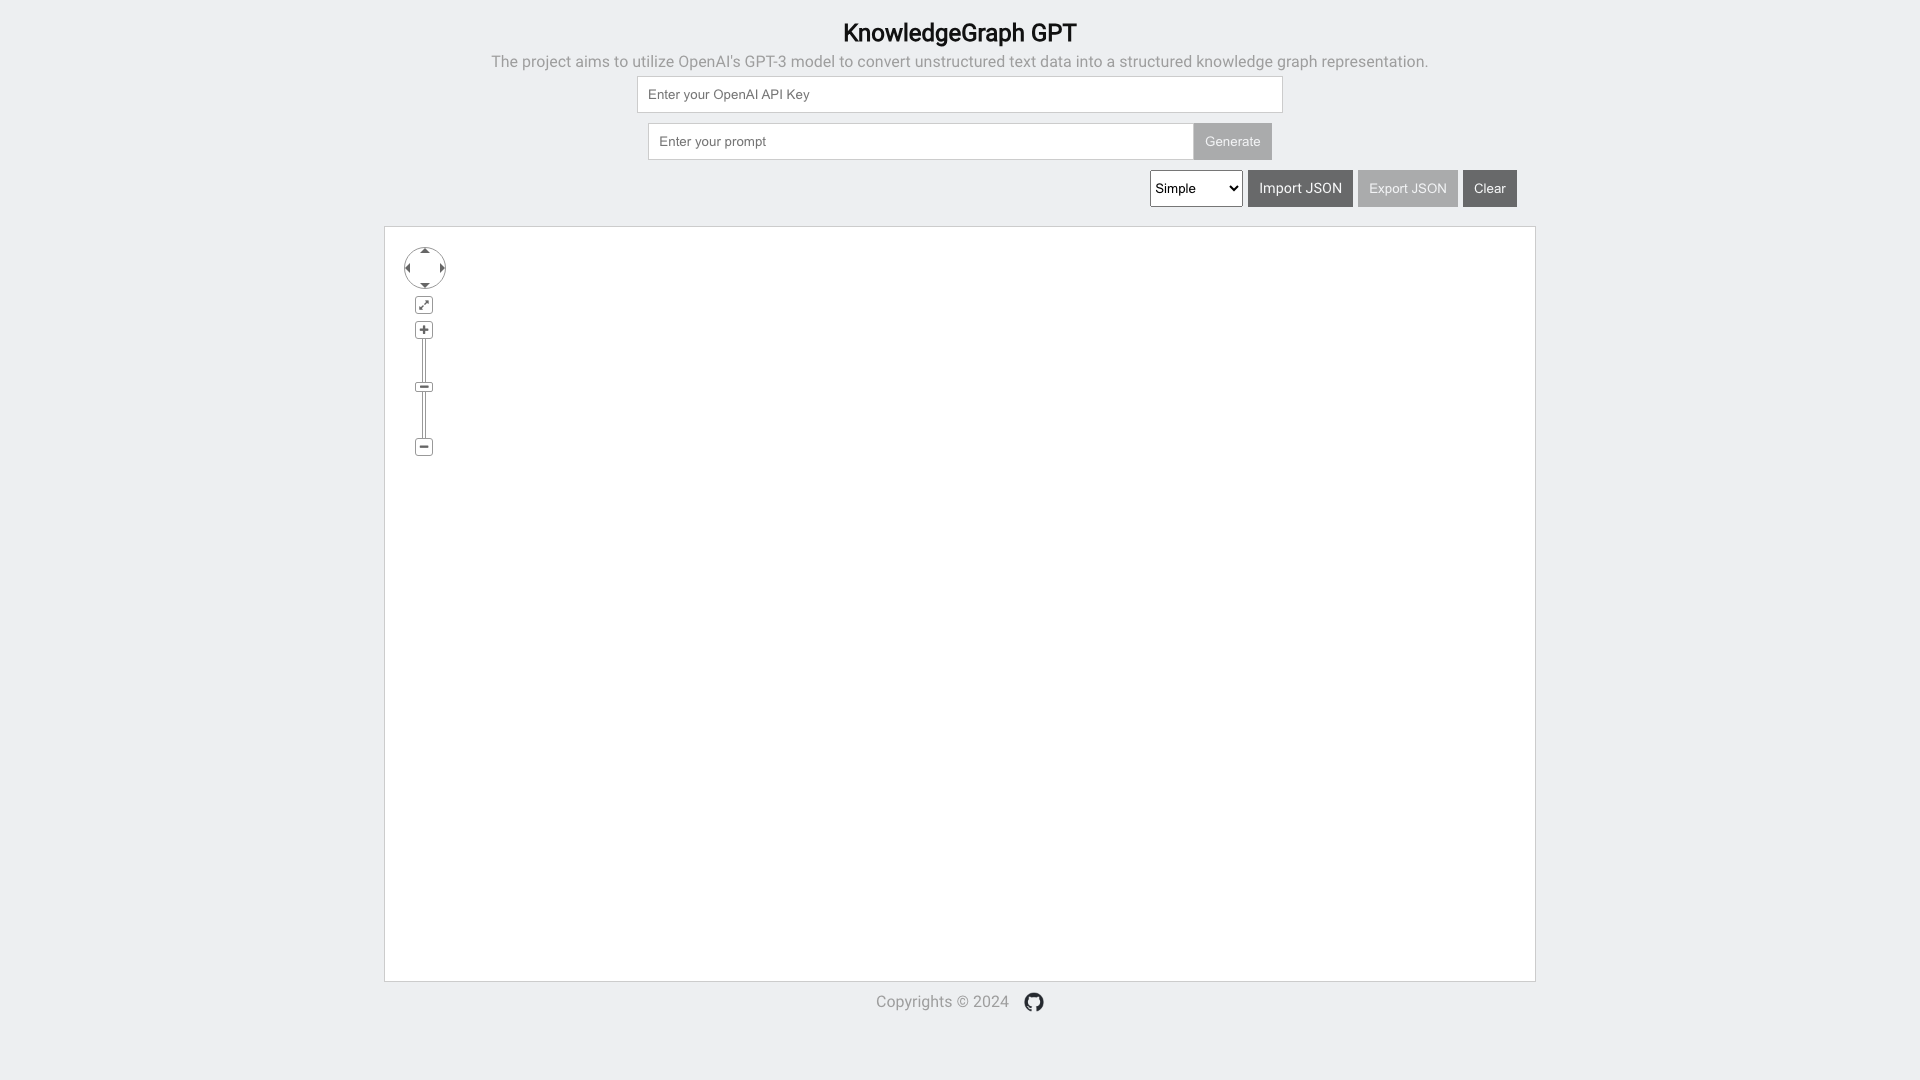 KnowledgeGraph GPT
The project aims to utilize OpenAI's GPT-3 model to convert unstructured text data into a structured knowledge graph representation.
Enter your OpenAI API Key
Enter your prompt
Generate
Simple
Import JSON
Export JSON
Clear
Copyrights © 2024